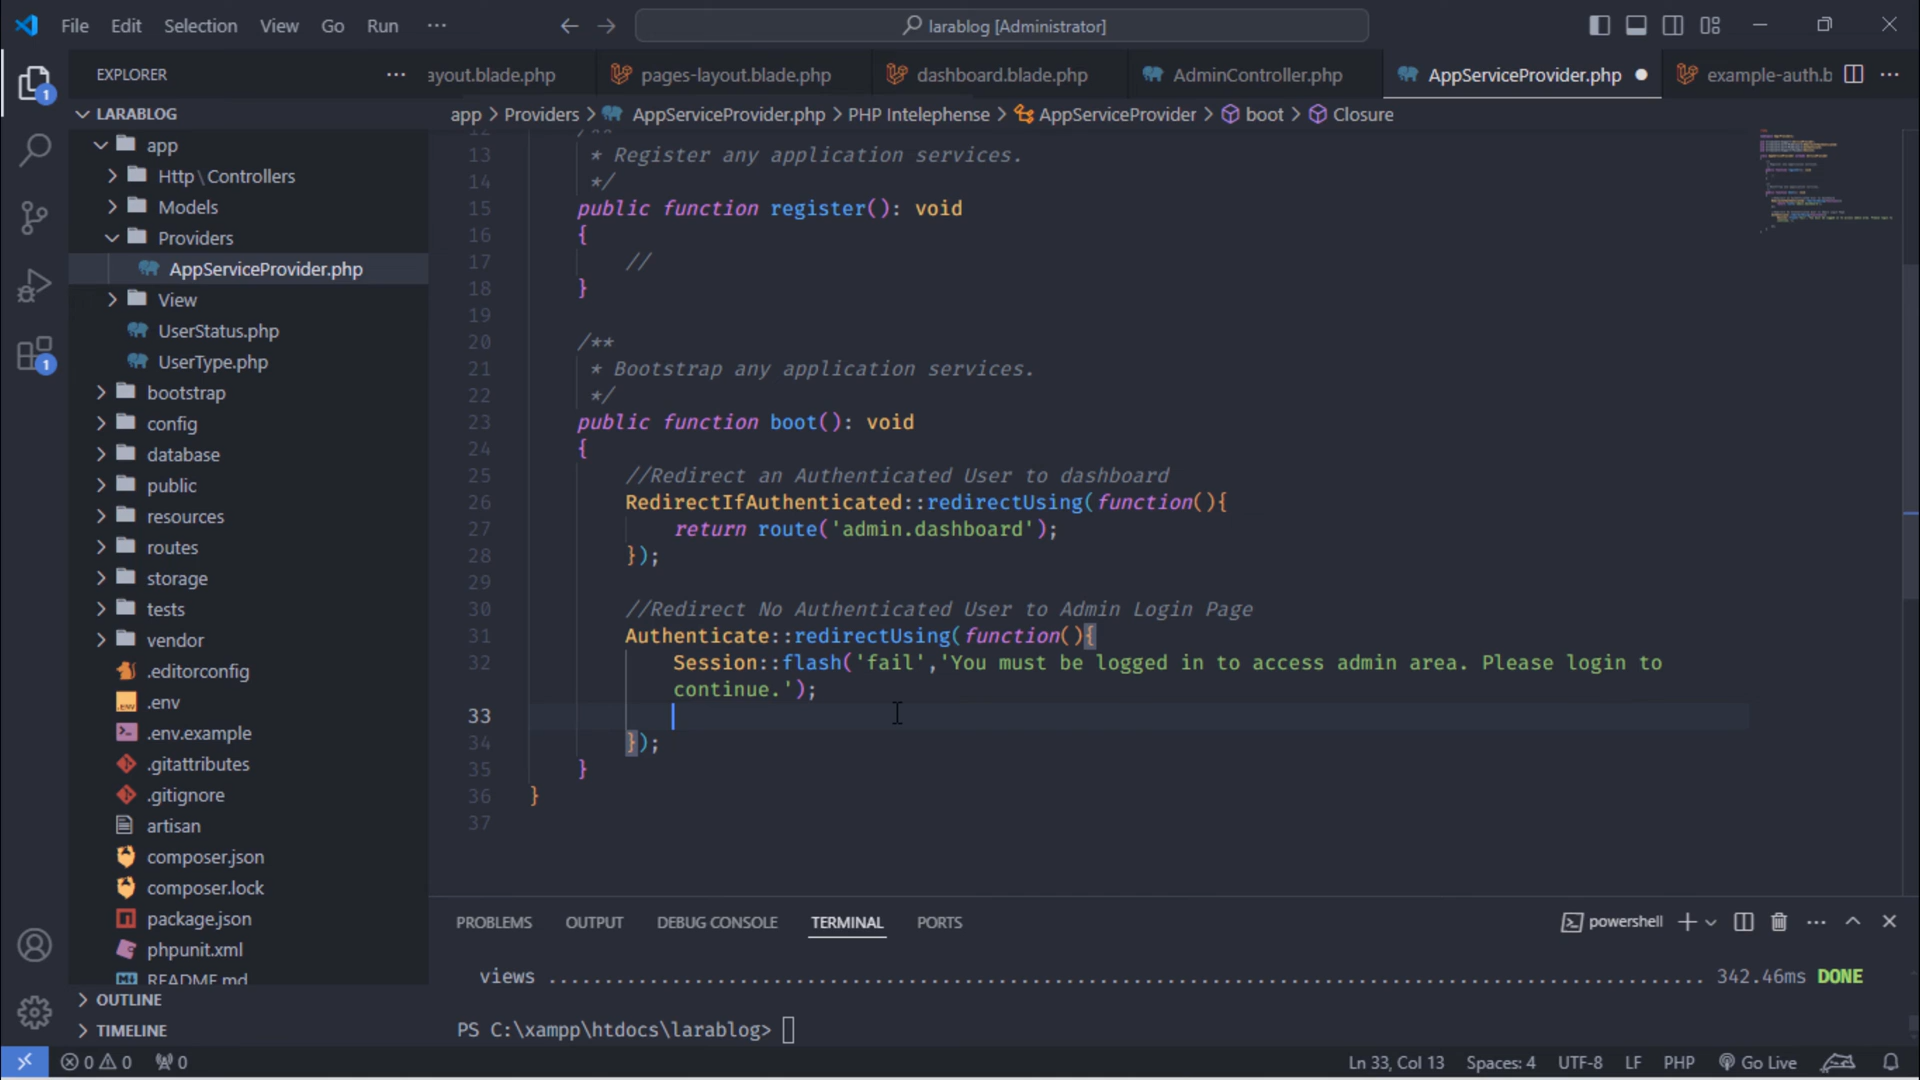 File Edit Selection View Go Run ···
larablog [Administrator]
EXPLORER ···
ayout.blade.php
pages-layout.blade.php
dashboard.blade.php
AdminController.php
AppServiceProvider.php
example-auth.b
···
app > Providers > AppServiceProvider.php > PHP Intelephense > AppServiceProvider > boot > Closure
LARABLOG
app
Http\Controllers
Models
Providers
AppServiceProvider.php
View
UserStatus.php
UserType.php
bootstrap
config
database
public
resources
routes
storage
tests
vendor
.editorconfig
.env
.env.example
.gitattributes
.gitignore
artisan
composer.json
composer.lock
package.json
phpunit.xml
README.md
OUTLINE
TIMELINE
1
1
12 /**
13 * Register any application services.
14 */
15 public function register(): void
16 {
17 //
18 }
19
20 /**
21 * Bootstrap any application services.
22 */
23 public function boot(): void
24 {
25 //Redirect an Authenticated User to dashboard
26 RedirectIfAuthenticated::redirectUsing(function(){
27 return route('admin.dashboard');
28 });
29
30 //Redirect No Authenticated User to Admin Login Page
31 Authenticate::redirectUsing(function(){
32 Session::flash('fail','You must be logged in to access admin area. Please login to
continue.');
33
34 });
35 }
36 }
37
PROBLEMS OUTPUT DEBUG CONSOLE TERMINAL PORTS
powershell
···
views ........................................................................................ 342.46ms DONE
PS C:\xampp\htdocs\larablog>
0 0 0
Ln 33, Col 13 Spaces: 4 UTF-8 LF PHP Go Live